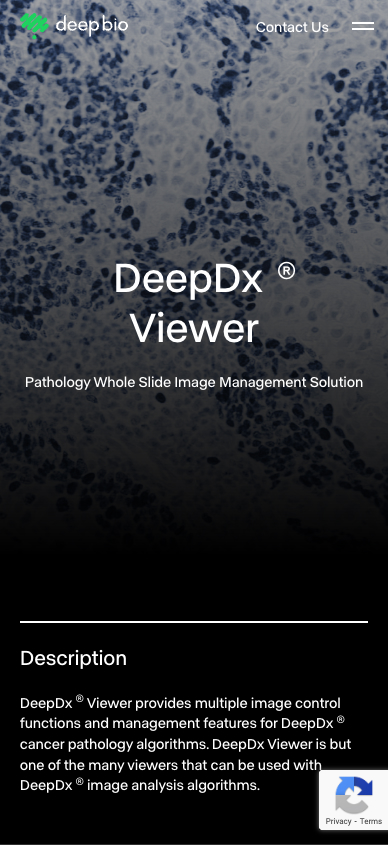 deepbio
Contact Us
DeepDx ®
Viewer
Pathology Whole Slide Image Management Solution
Description
DeepDx ® Viewer provides multiple image control
functions and management features for DeepDx ®
cancer pathology algorithms. DeepDx Viewer is but
one of the many viewers that can be used with
DeepDx ® image analysis algorithms.
Privacy - Terms